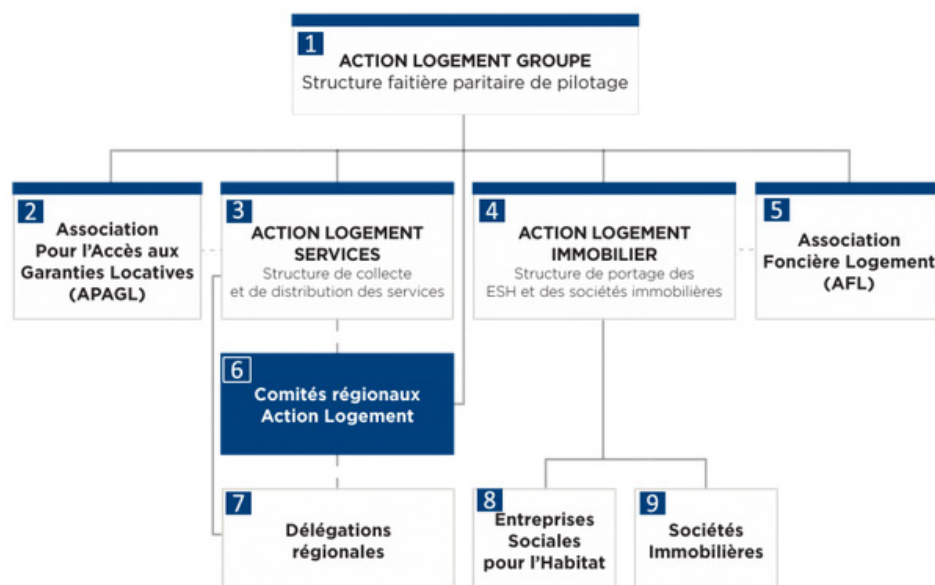 1
ACTION LOGEMENT GROUPE
Structure faitière paritaire de pilotage
2
Association
Pour l'Accès aux
Garanties Locatives
(APAGL)
3
ACTION LOGEMENT
SERVICES
Structure de collecte
et de distribution des services
4
ACTION LOGEMENT
IMMOBILIER
Structure de portage des
ESH et des sociétés immobilières
5
Association
Foncière Logement
(AFL)
6
Comités régionaux
Action Logement
7
Délégations
régionales
8
Entreprises
Sociales
pour l'Habitat
9
Sociétés
Immobilières